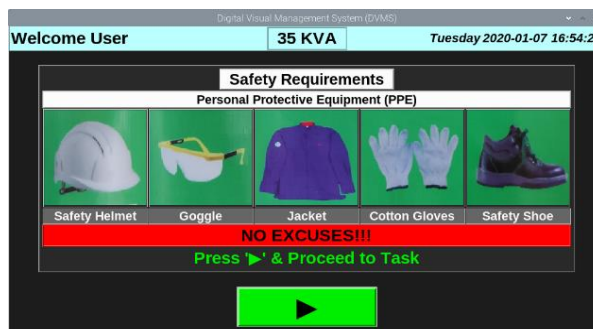 Digital Visual Management System (DVMS)
Welcome User
35 KVA
Tuesday 2020-01-07 16:54:2
Safety Requirements
Personal Protective Equipment (PPE)
Safety Helmet
Goggle
Jacket
Cotton Gloves
Safety Shoe
NO EXCUSES!!!
Press '▶' & Proceed to Task
▶